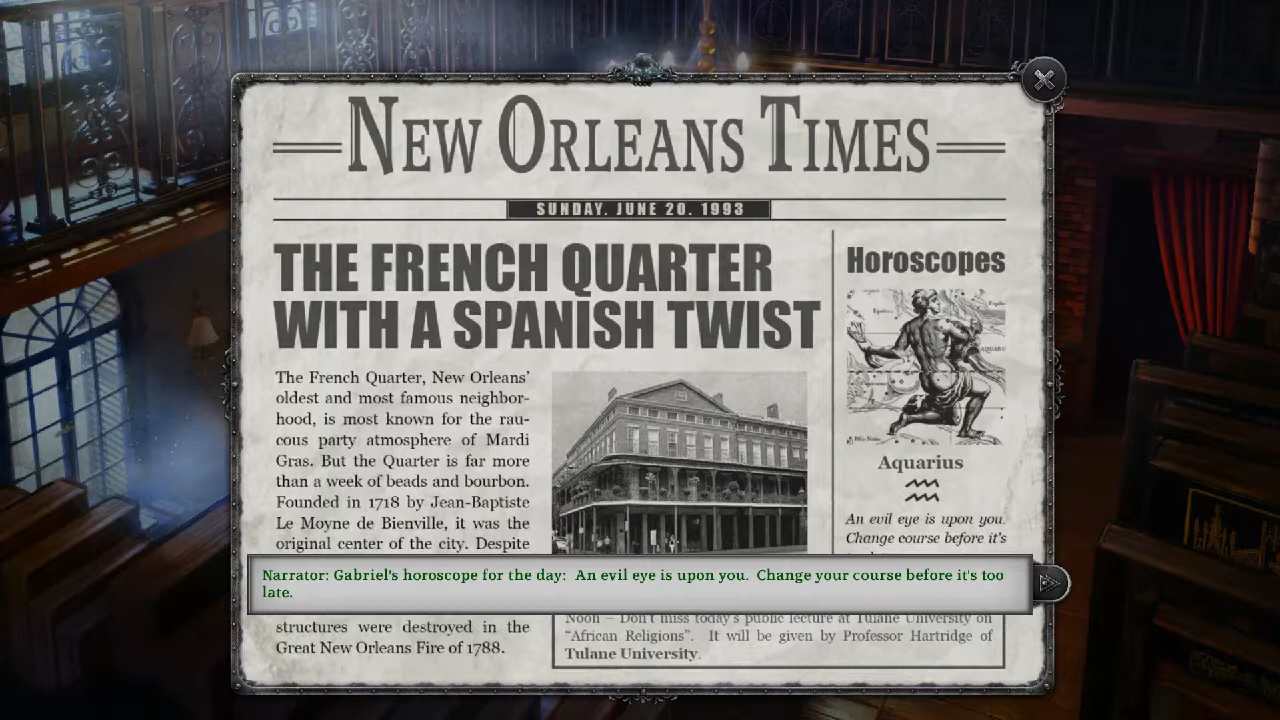 NEW ORLEANS TIMES
SUNDAY. JUNE 20. 1993
THE FRENCH QUARTER
WITH A SPANISH TWIST
The French Quarter, New Orleans’
oldest and most famous neighbor-
hood, is most known for the rau-
cous party atmosphere of Mardi
Gras. But the Quarter is far more
than a week of beads and bourbon.
Founded in 1718 by Jean-Baptiste
Le Moyne de Bienville, it was the
original center of the city. Despite
structures were destroyed in the
Great New Orleans Fire of 1788.
Horoscopes
Aquarius
An evil eye is upon you.
Change course before it's
Narrator: Gabriel's horoscope for the day:  An evil eye is upon you.  Change your course before it's too
late.
Noon – Don't miss today's public lecture at Tulane University on
“African Religions”.  It will be given by Professor Hartridge of
Tulane University.